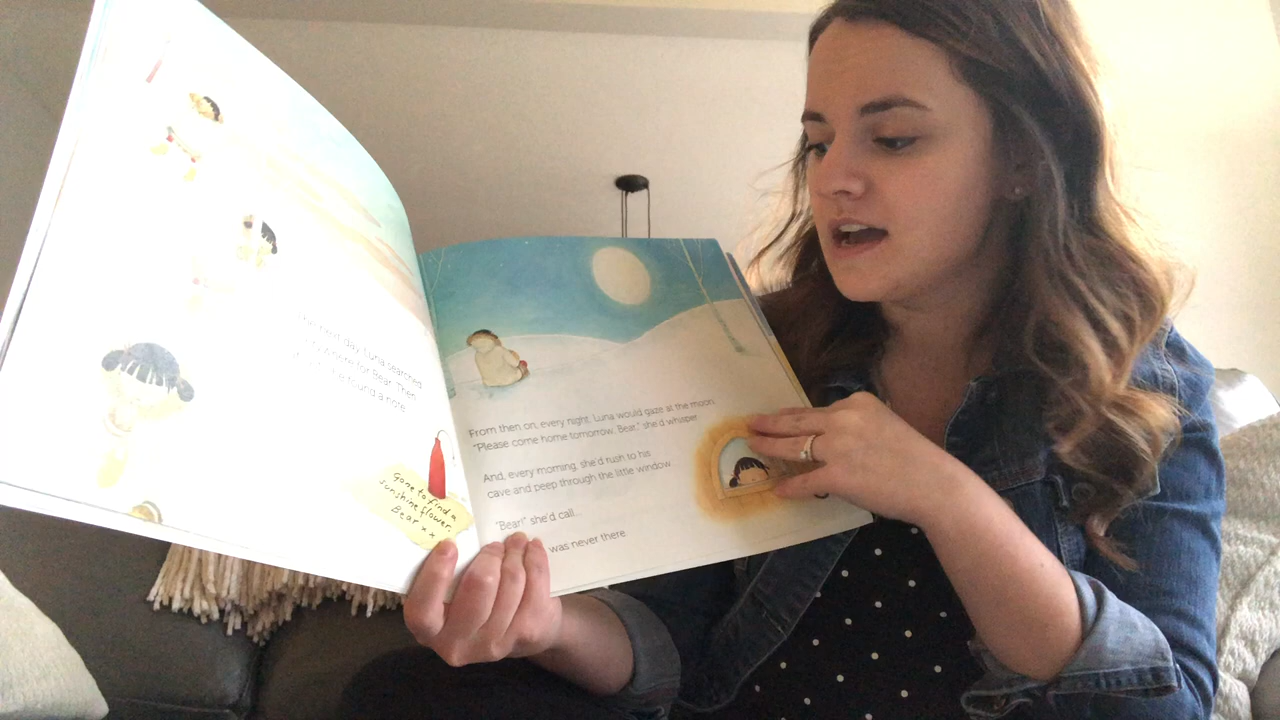 next day, Luna searched
where for Bear. Then
found a note.
Gone to find a
sunshine flower.
Bear x x
From then on, every night, Luna would gaze at the moon.
"Please come home tomorrow, Bear," she'd whisper.
And, every morning, she'd rush to his
cave and peep through the little window.
"Bear!" she'd call...
was never there.